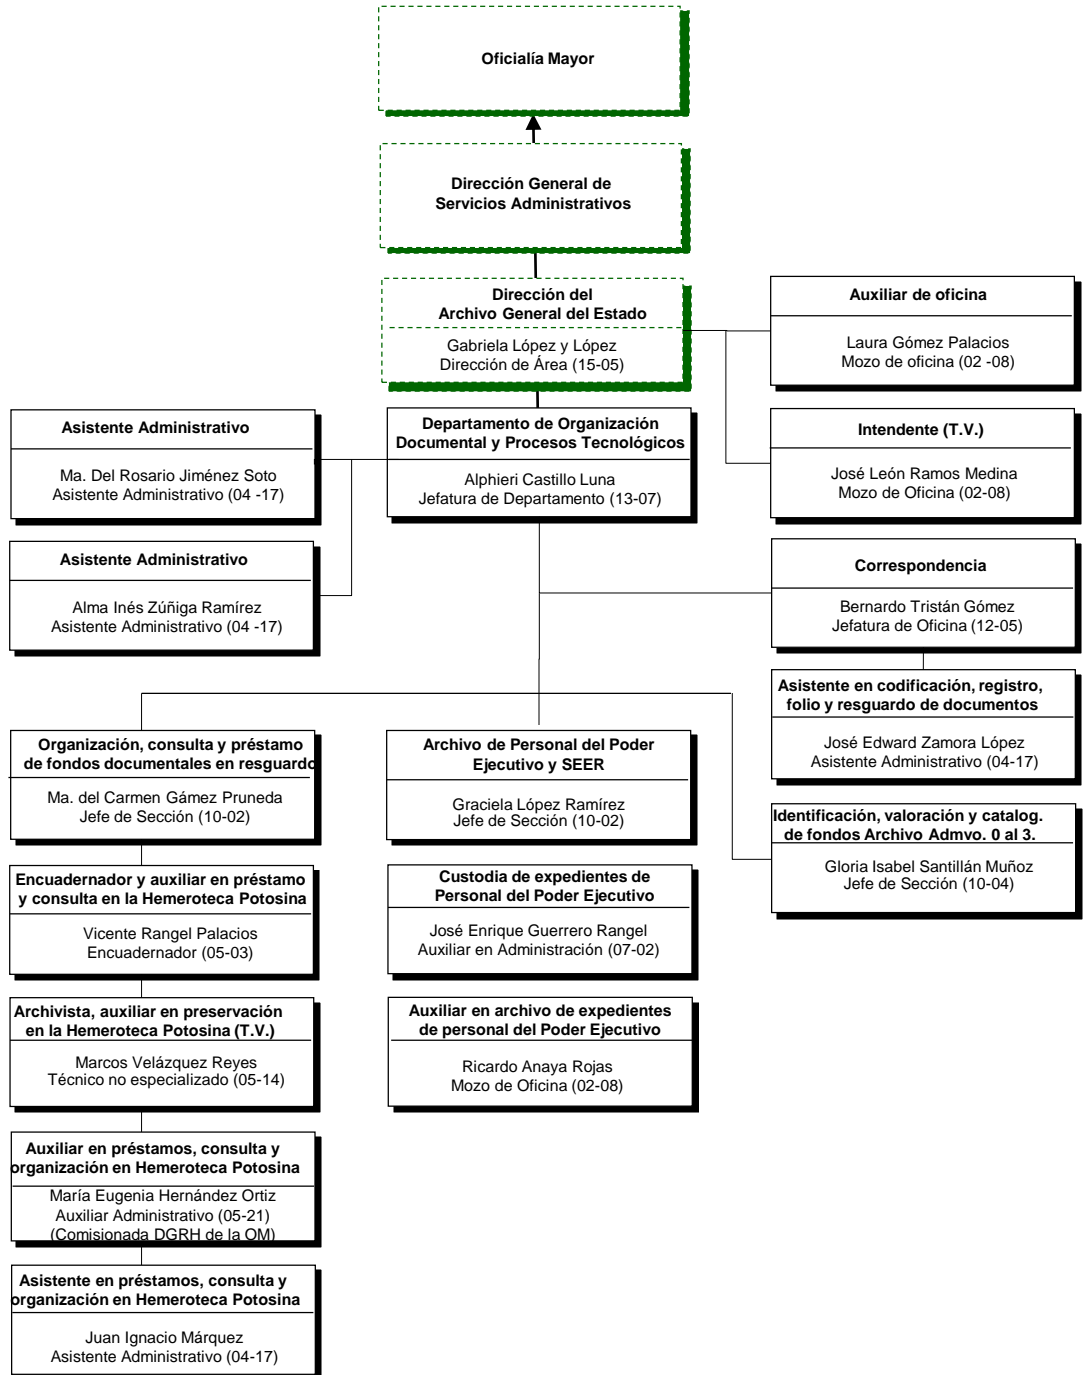 Oficialía Mayor
Dirección General de
Servicios Administrativos
Dirección del
Archivo General del Estado
Gabriela López y López
Dirección de Área (15-05)
Auxiliar de oficina
Laura Gómez Palacios
Mozo de oficina (02 -08)
Asistente Administrativo
Ma. Del Rosario Jiménez Soto
Asistente Administrativo (04 -17)
Departamento de Organización
Documental y Procesos Tecnológicos
Alphieri Castillo Luna
Jefatura de Departamento (13-07)
Intendente (T.V.)
José León Ramos Medina
Mozo de Oficina (02-08)
Asistente Administrativo
Alma Inés Zúñiga Ramírez
Asistente Administrativo (04 -17)
Correspondencia
Bernardo Tristán Gómez
Jefatura de Oficina (12-05)
Asistente en codificación, registro,
folio y resguardo de documentos
José Edward Zamora López
Asistente Administrativo (04-17)
Organización, consulta y préstamo
de fondos documentales en resguardo
Ma. del Carmen Gámez Pruneda
Jefe de Sección (10-02)
Archivo de Personal del Poder
Ejecutivo y SEER
Graciela López Ramírez
Jefe de Sección (10-02)
Identificación, valoración y catalog.
de fondos Archivo Admvo. 0 al 3.
Gloria Isabel Santillán Muñoz
Jefe de Sección (10-04)
Encuadernador y auxiliar en préstamo
y consulta en la Hemeroteca Potosina
Vicente Rangel Palacios
Encuadernador (05-03)
Custodia de expedientes de
Personal del Poder Ejecutivo
José Enrique Guerrero Rangel
Auxiliar en Administración (07-02)
Archivista, auxiliar en preservación
en la Hemeroteca Potosina (T.V.)
Marcos Velázquez Reyes
Técnico no especializado (05-14)
Auxiliar en archivo de expedientes
de personal del Poder Ejecutivo
Ricardo Anaya Rojas
Mozo de Oficina (02-08)
Auxiliar en préstamos, consulta y
organización en Hemeroteca Potosina
María Eugenia Hernández Ortiz
Auxiliar Administrativo (05-21)
(Comisionada DGRH de la OM)
Asistente en préstamos, consulta y
organización en Hemeroteca Potosina
Juan Ignacio Márquez
Asistente Administrativo (04-17)